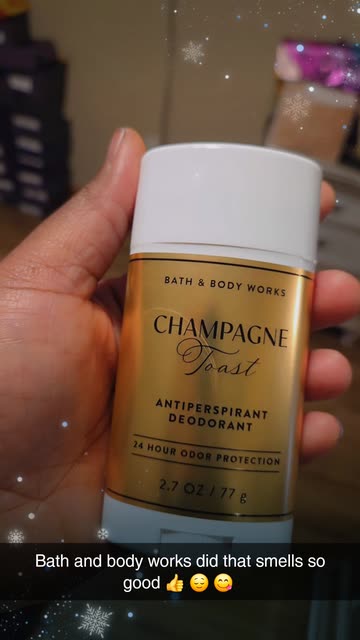 BATH & BODY WORKS
CHAMPAGNE
Toast
ANTIPERSPIRANT
DEODORANT
24 HOUR ODOR PROTECTION
2.7 OZ / 77 g
Bath and body works did that smells so
good 👍😌😋